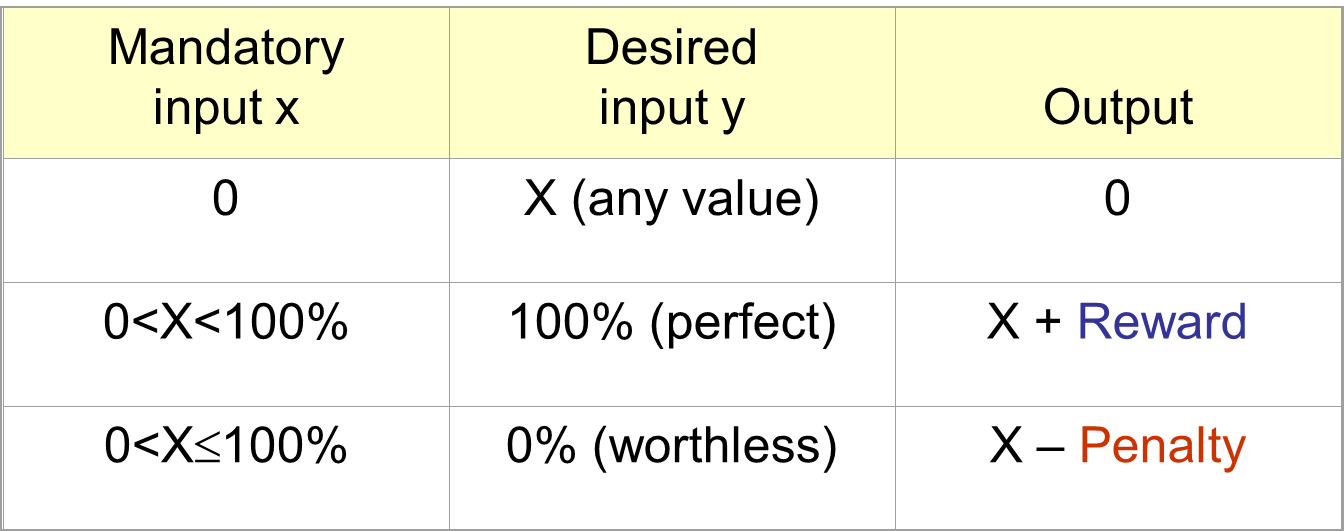 Mandatory
input x
Desired
input y
Output
0
X (any value)
0
0<X<100%
100% (perfect)
X + Reward
0<X≤100%
0% (worthless)
X – Penalty